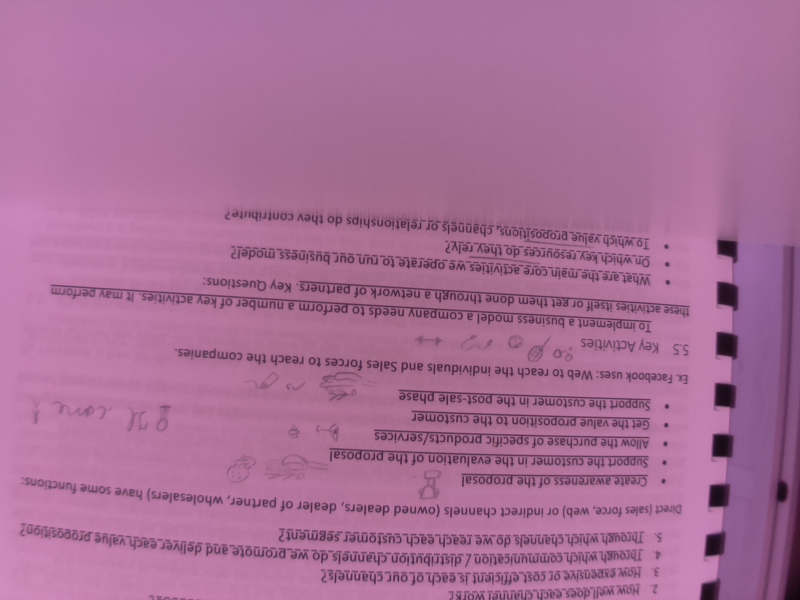 2. How well does each channel work?
3. How expensive or cost efficient is each of our channels?
4. Through which communication / distribution channels do we promote and deliver each value proposition?
5. Through which channels do we reach each customer segment?
Direct (sales force, web) or indirect channels (owned dealers, dealer of partner, wholesalers) have some functions:
• Create awareness of the proposal
• Support the customer in the evaluation of the proposal
• Allow the purchase of specific products/services
• Get the value proposition to the customer
• Support the customer in the post-sale phase
Ex. Facebook uses: Web to reach the individuals and Sales forces to reach the companies.
5.5 Key Activities
To implement a business model a company needs to perform a number of key activities. It may perform
these activities itself or get them done through a network of partners. Key Questions:
• What are the main core activities we operate to run our business model?
• On which key resources do they rely?
• To which value propositions, channels or relationships do they contribute?